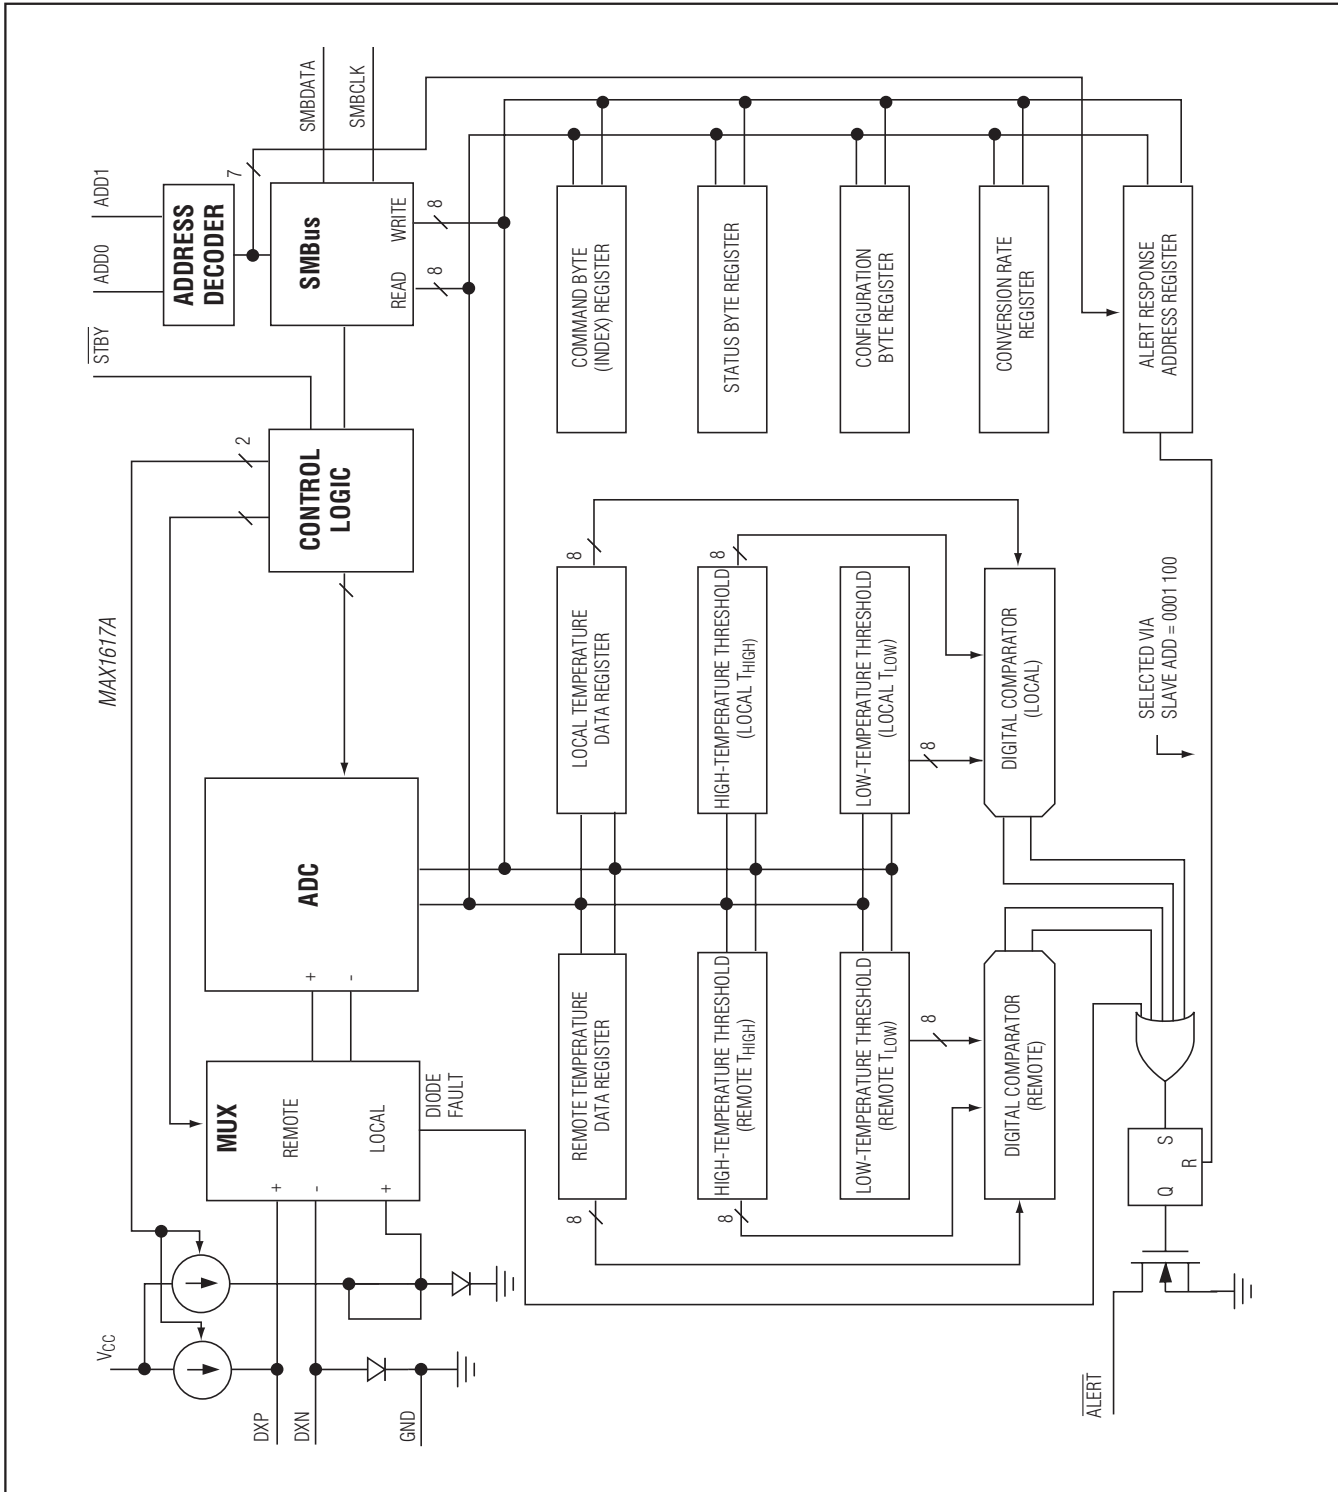 MAX1617A
VCC
DXP
DXN
GND
+
-
+
MUX
REMOTE
LOCAL
DIODE
FAULT
+
-
ADC
2
CONTROL
LOGIC
STBY
ADD0
ADD1
ADDRESS
DECODER
7
SMBDATA
SMBCLK
SMBus
READ
WRITE
8
8
REMOTE TEMPERATURE
DATA REGISTER
8
HIGH-TEMPERATURE THRESHOLD
(REMOTE THIGH)
8
LOW-TEMPERATURE THRESHOLD
(REMOTE TLOW)
8
DIGITAL COMPARATOR
(REMOTE)
LOCAL TEMPERATURE
DATA REGISTER
8
HIGH-TEMPERATURE THRESHOLD
(LOCAL THIGH)
8
LOW-TEMPERATURE THRESHOLD
(LOCAL TLOW)
8
DIGITAL COMPARATOR
(LOCAL)
COMMAND BYTE
(INDEX) REGISTER
STATUS BYTE REGISTER
CONFIGURATION
BYTE REGISTER
CONVERSION RATE
REGISTER
ALERT RESPONSE
ADDRESS REGISTER
SELECTED VIA
SLAVE ADD = 0001 100
Q
S
R
ALERT